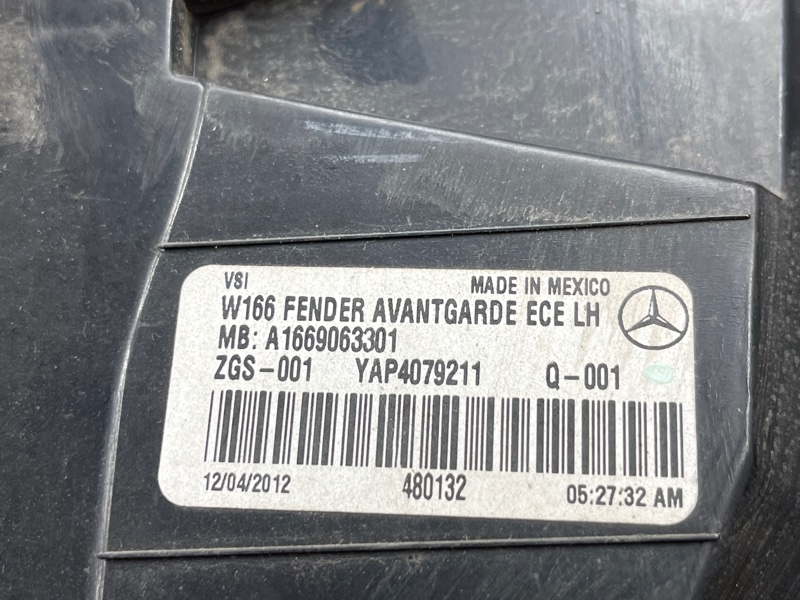 VSI MADE IN MEXICO
W166 FENDER AVANTGARDE ECE LH
MB: A1669063301
ZGS-001 YAP4079211 Q-001
12/04/2012 480132 05:27:32 AM